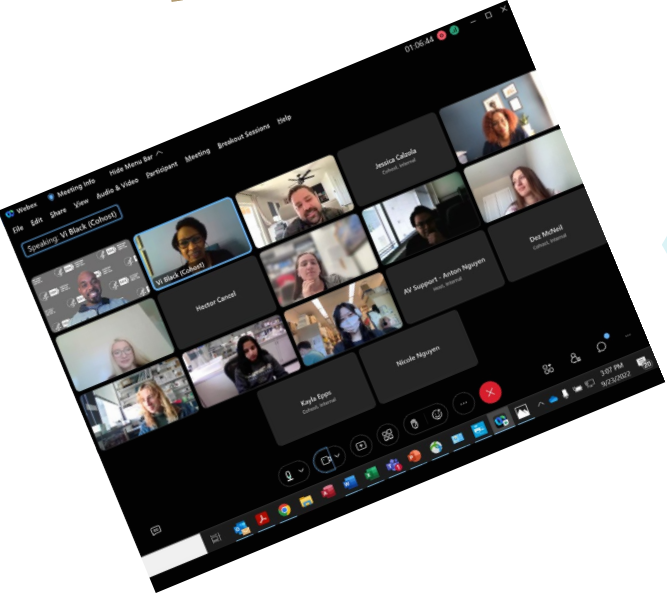 01:06:44
Webex
Meeting Info
Hide Menu Bar
File Edit Share View Audio & Video Participant Meeting Breakout Sessions Help
Speaking: Vi Black (Cohost)
Jessica Calzola
Cohost, Internal
Vi Black (Cohost)
Hector Cancel
AV Support - Anton Nguyen
Host, Internal
Dex McNeil
Cohost, Internal
Kayla Epps
Cohost, Internal
Nicole Nguyen
3:07 PM
9/23/2022
20